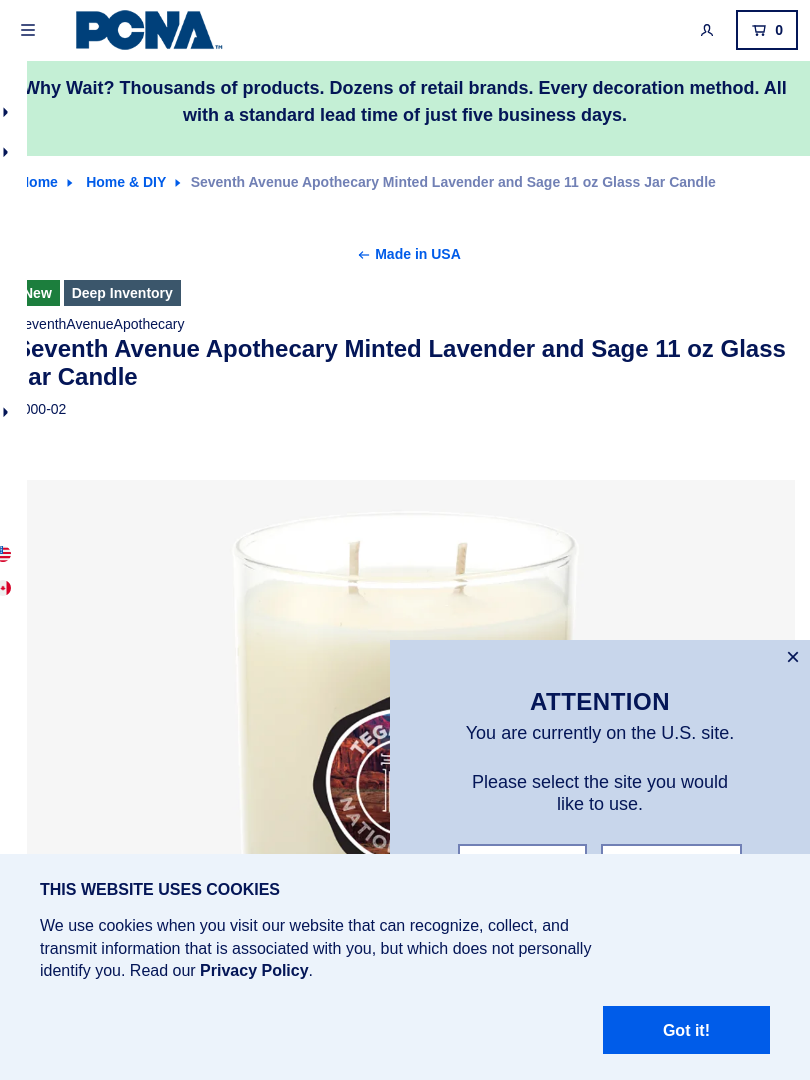 PCNA™
0
Why Wait? Thousands of products. Dozens of retail brands. Every decoration method. All
with a standard lead time of just five business days.
Home & DIY
Seventh Avenue Apothecary Minted Lavender and Sage 11 oz Glass Jar Candle
Made in USA
New
Deep Inventory
eventhAvenueApothecary
Seventh Avenue Apothecary Minted Lavender and Sage 11 oz Glass
ar Candle
000-02
ATTENTION
You are currently on the U.S. site.
Please select the site you would
like to use.
THIS WEBSITE USES COOKIES
We use cookies when you visit our website that can recognize, collect, and
transmit information that is associated with you, but which does not personally
identify you. Read our Privacy Policy.
Got it!